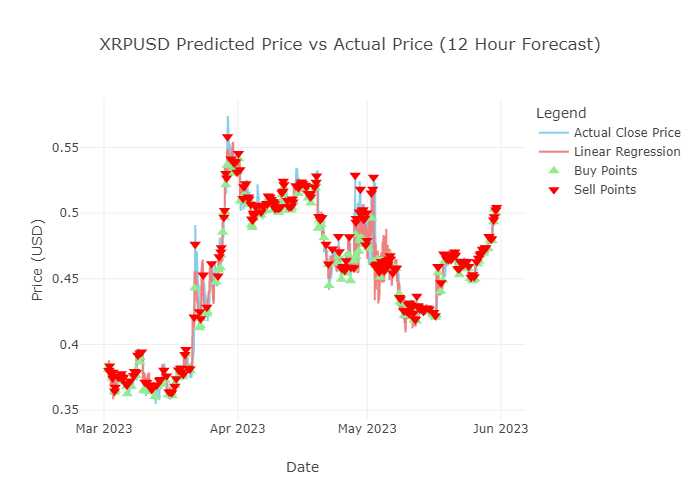 XRPUSD Predicted Price vs Actual Price (12 Hour Forecast)
Legend
Actual Close Price
Linear Regression
Buy Points
Sell Points
Price (USD)
0.55
0.5
0.45
0.4
0.35
Mar 2023
Apr 2023
May 2023
Jun 2023
Date